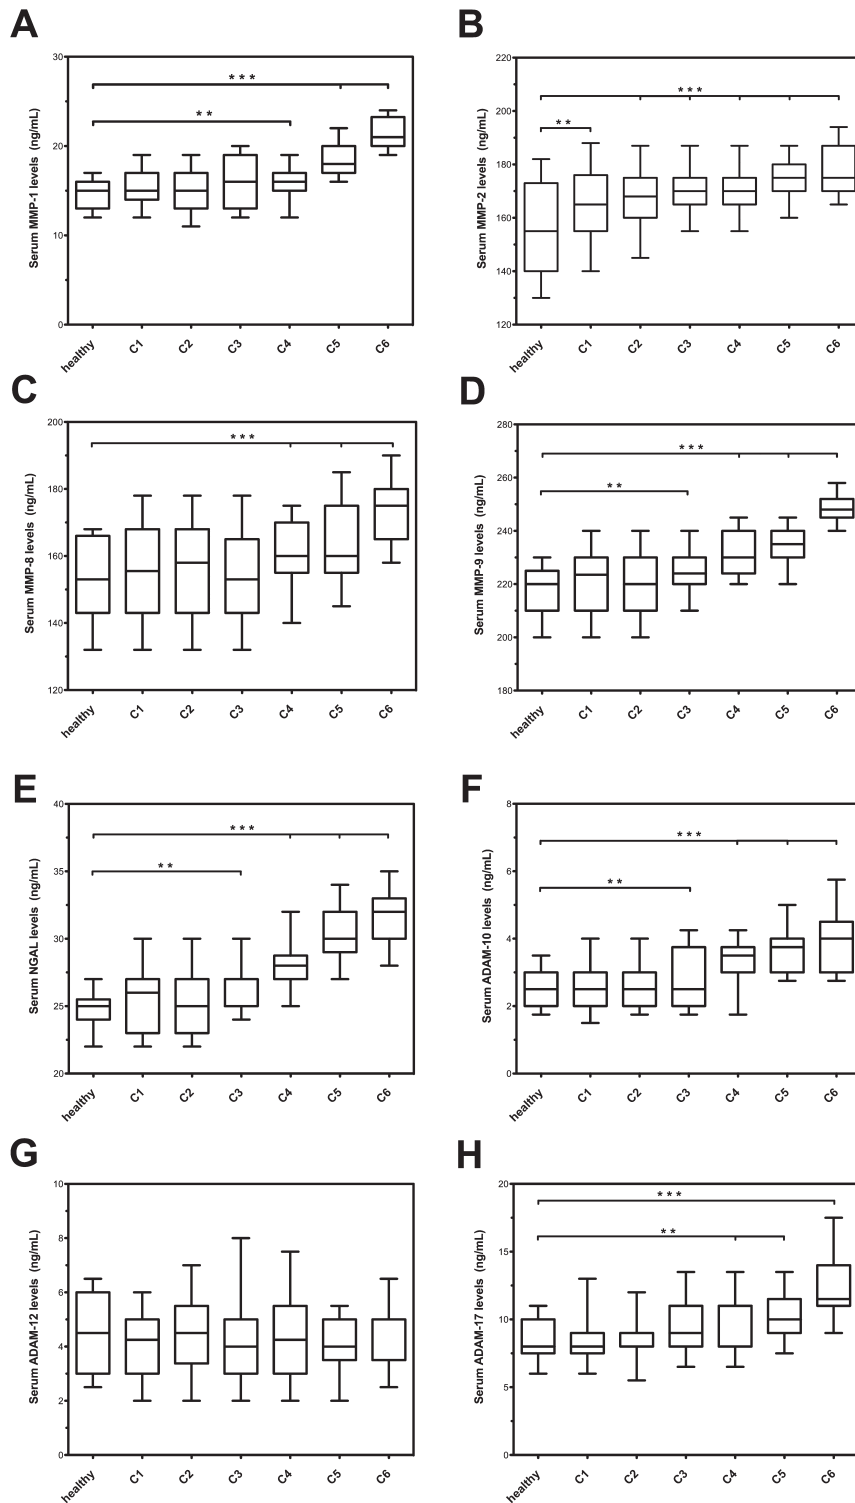 A
Serum MMP-1 levels (ng/mL)
30
20
10
0
* * *
* *
healthy
C1
C2
C3
C4
C5
C6
B
Serum MMP-2 levels (ng/mL)
220
200
180
160
140
120
* * *
* *
healthy
C1
C2
C3
C4
C5
C6
C
Serum MMP-8 levels (ng/mL)
200
180
160
140
120
* * *
healthy
C1
C2
C3
C4
C5
C6
D
Serum MMP-9 levels (ng/mL)
280
260
240
220
200
180
* * *
* *
healthy
C1
C2
C3
C4
C5
C6
E
Serum NGAL levels (ng/mL)
40
35
30
25
20
* * *
* *
healthy
C1
C2
C3
C4
C5
C6
F
Serum ADAM-10 levels (ng/mL)
8
6
4
2
0
* * *
* *
healthy
C1
C2
C3
C4
C5
C6
G
Serum ADAM-12 levels (ng/mL)
10
8
6
4
2
0
healthy
C1
C2
C3
C4
C5
C6
H
Serum ADAM-17 levels (ng/mL)
20
15
10
5
0
* * *
* *
healthy
C1
C2
C3
C4
C5
C6